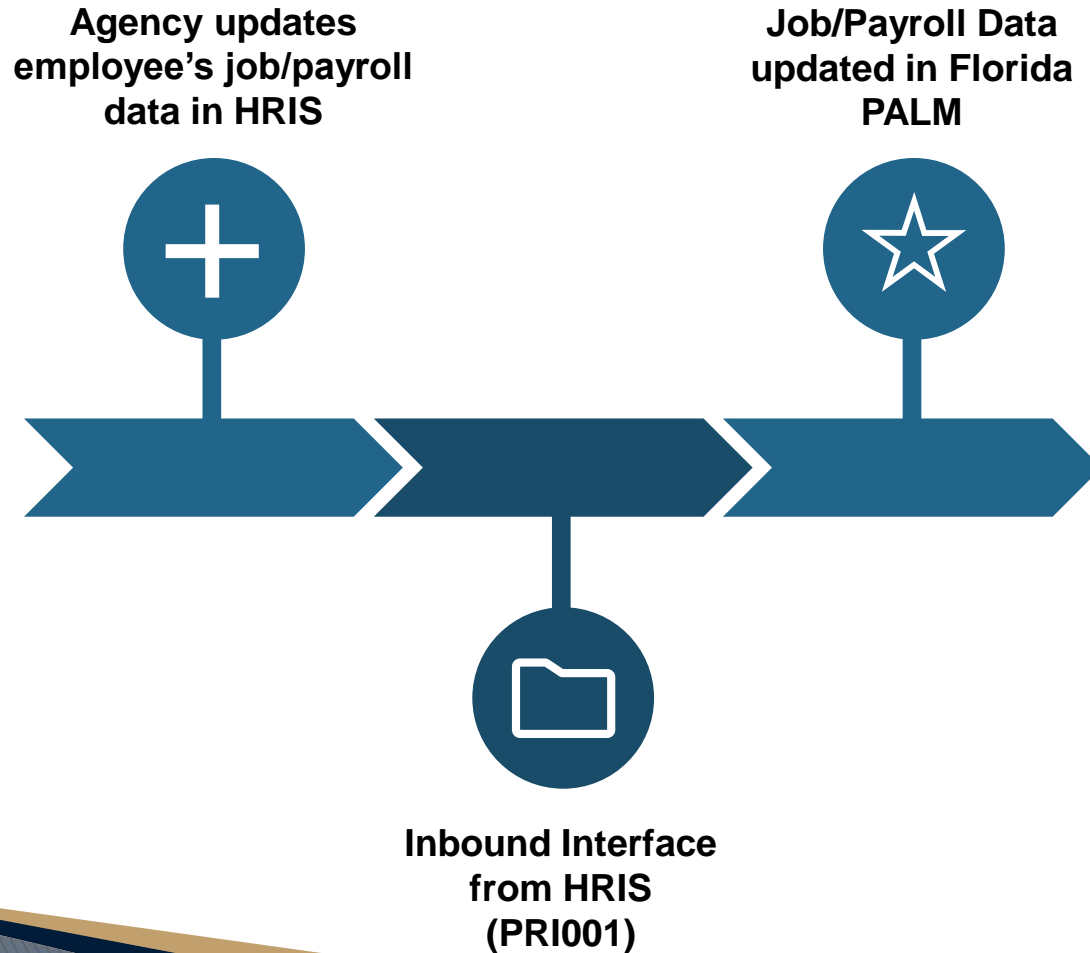 Agency updates
employee’s job/payroll
data in HRIS
Job/Payroll Data
updated in Florida
PALM
Inbound Interface
from HRIS
(PRI001)